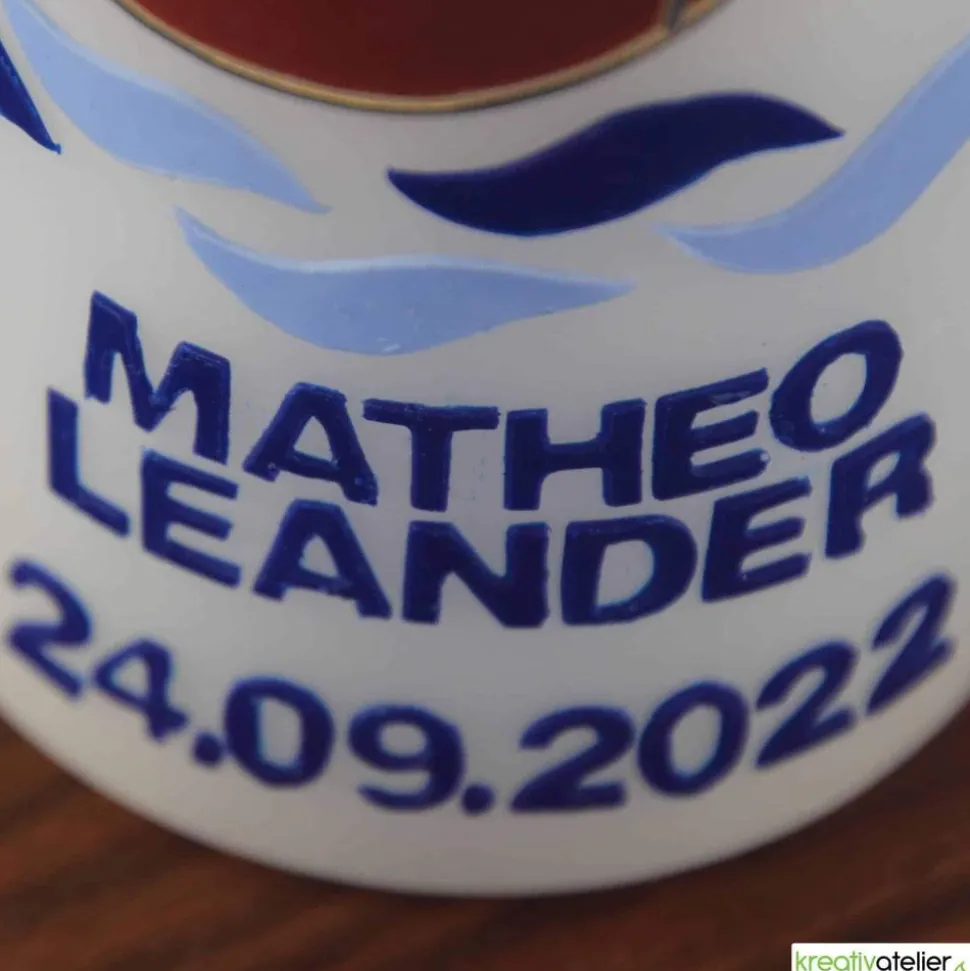 MATHEO
LEANDER
24.09.2022
kreativatelier